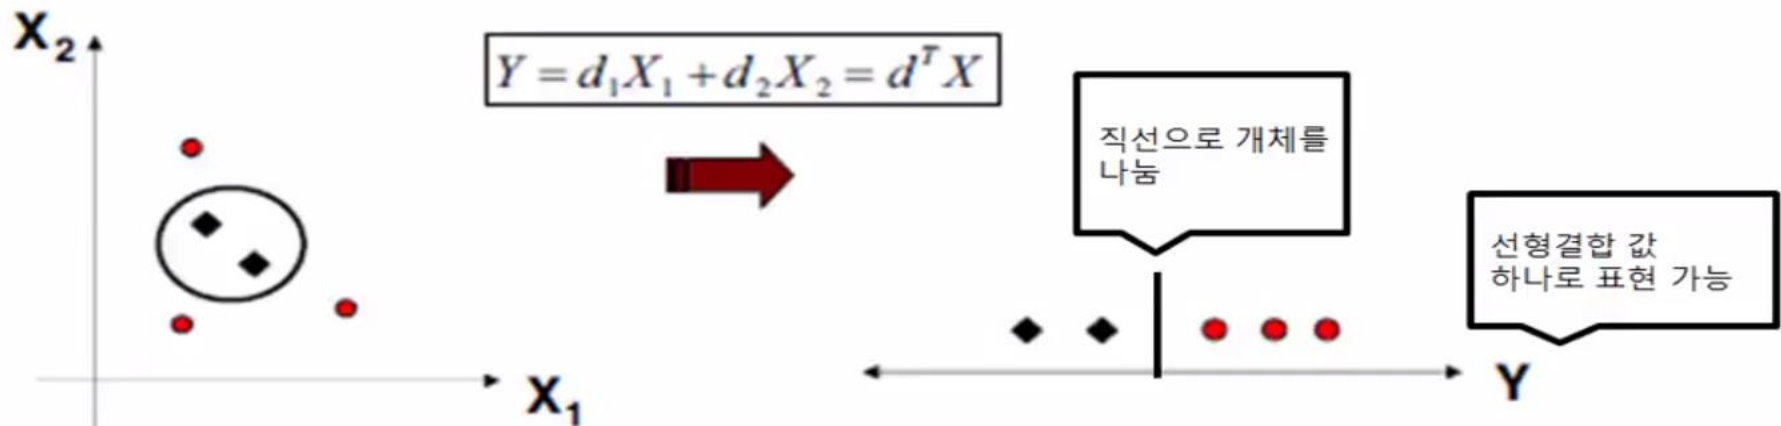 X₂
Y = d₁X₁ + d₂X₂ = dᵀX
직선으로 개체를
나눔
선형결합 값
하나로 표현 가능
X₁
Y